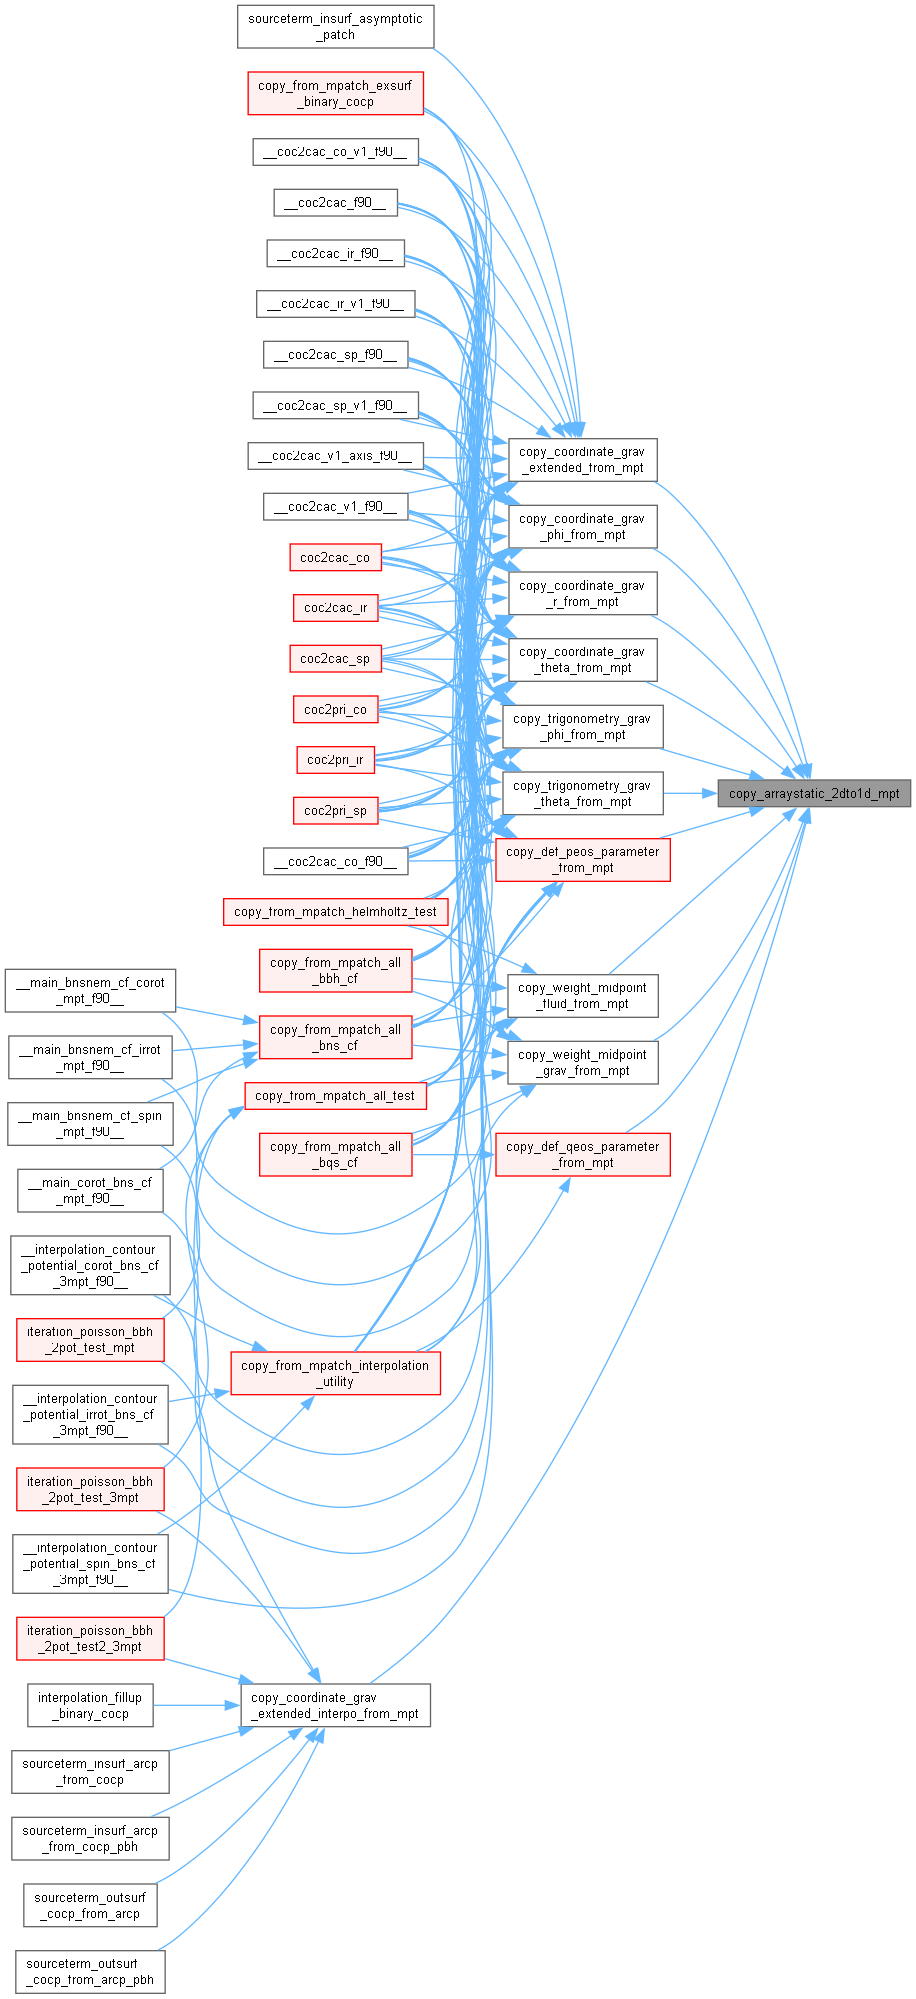 sourceterm_insurf_asymptotic
_patch
copy_from_mpatch_exsurf
_binary_cocp
__coc2cac_co_v1_f90__
__coc2cac_f90__
__coc2cac_ir_f90__
__coc2cac_ir_v1_f90__
__coc2cac_sp_f90__
__coc2cac_sp_v1_f90__
__coc2cac_v1_axis_f90__
__coc2cac_v1_f90__
coc2cac_co
coc2cac_ir
coc2cac_sp
coc2pri_co
coc2pri_ir
coc2pri_sp
__coc2cac_co_f90__
copy_from_mpatch_helmholtz_test
copy_from_mpatch_all
_bbh_cf
copy_from_mpatch_all
_bns_cf
copy_from_mpatch_all_test
copy_from_mpatch_all
_bqs_cf
copy_from_mpatch_interpolation
_utility
copy_coordinate_grav
_extended_from_mpt
copy_coordinate_grav
_phi_from_mpt
copy_coordinate_grav
_r_from_mpt
copy_coordinate_grav
_theta_from_mpt
copy_trigonometry_grav
_phi_from_mpt
copy_trigonometry_grav
_theta_from_mpt
copy_def_peos_parameter
_from_mpt
copy_weight_midpoint
_fluid_from_mpt
copy_weight_midpoint
_grav_from_mpt
copy_def_qeos_parameter
_from_mpt
copy_arraystatic_2dto1d_mpt
__main_bnsnem_cf_corot
_mpt_f90__
__main_bnsnem_cf_irrot
_mpt_f90__
__main_bnsnem_cf_spin
_mpt_f90__
__main_corot_bns_cf
_mpt_f90__
__interpolation_contour
_potential_corot_bns_cf
_3mpt_f90__
iteration_poisson_bbh
_2pot_test_mpt
__interpolation_contour
_potential_irrot_bns_cf
_3mpt_f90__
iteration_poisson_bbh
_2pot_test_3mpt
__interpolation_contour
_potential_spin_bns_cf
_3mpt_f90__
iteration_poisson_bbh
_2pot_test2_3mpt
interpolation_fillup
_binary_cocp
sourceterm_insurf_arcp
_from_cocp
sourceterm_insurf_arcp
_from_cocp_pbh
sourceterm_outsurf
_cocp_from_arcp
sourceterm_outsurf
_cocp_from_arcp_pbh
copy_coordinate_grav
_extended_interpo_from_mpt